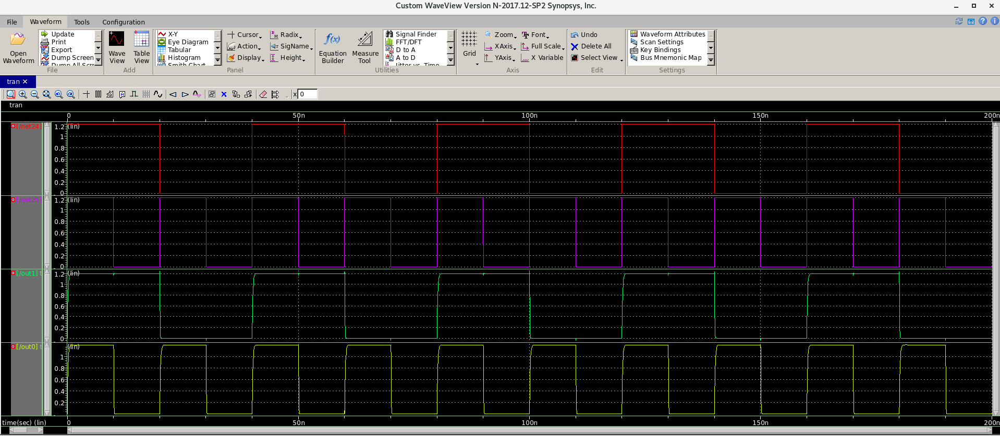 Custom WaveView Version N-2017.12-SP2 Synopsys, Inc.
File Waveform Tools Configuration
Open Waveform
Update
Print
Export
Dump Screen
Dump All Scr
File
Wave View
Table View
Add
X-Y
Eye Diagram
Tabular
Histogram
Smith Chart
Cursor
Action
Display
Radix
SigName
Height
Panel
Equation Builder
Measure Tool
Signal Finder
FFT/DFT
D to A
A to D
Jitter vs. Time
Utilities
Grid
Zoom
XAxis
YAxis
Font
Full Scale
X Variable
Axis
Undo
Delete All
Select View
Edit
Waveform Attributes
Scan Settings
Key Bindings
Bus Mnemonic Map
Settings
tran
x 0
tran
0 50n 100n 150n 200n
[/net24]
1.2 (lin)
1
0.8
0.6
0.4
0.2
0
[/net25]
1.2 (lin)
1
0.8
0.6
0.4
0.2
0
[/out1] t
1.2 (lin)
1
0.8
0.6
0.4
0.2
0
[/out0] t
(lin)
1
0.8
0.6
0.4
0.2
time(sec) (lin) 0 50n 100n 150n 200n